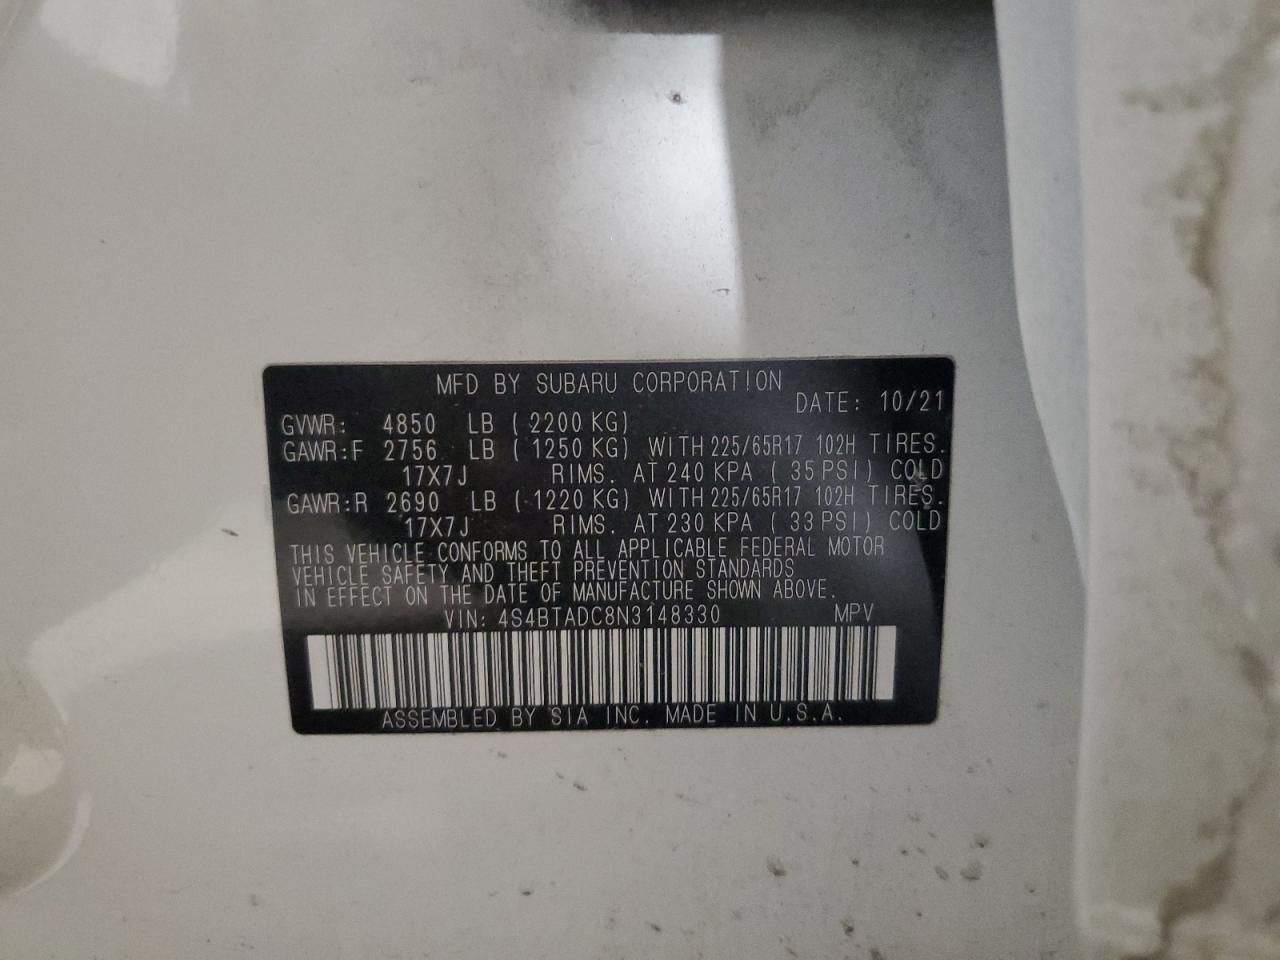 MFD BY SUBARU CORPORATION
DATE: 10/21
GVWR: 4850 LB ( 2200 KG)
GAWR:F 2756 LB ( 1250 KG) WITH 225/65R17 102H TIRES.
17X7J RIMS. AT 240 KPA ( 35 PSI) COLD
GAWR:R 2690 LB ( 1220 KG) WITH 225/65R17 102H TIRES.
17X7J RIMS. AT 230 KPA ( 33 PSI) COLD
THIS VEHICLE CONFORMS TO ALL APPLICABLE FEDERAL MOTOR
VEHICLE SAFETY AND THEFT PREVENTION STANDARDS
IN EFFECT ON THE DATE OF MANUFACTURE SHOWN ABOVE.
VIN: 4S4BTADC8N3148330 MPV
ASSEMBLED BY SIA INC. MADE IN U.S.A.